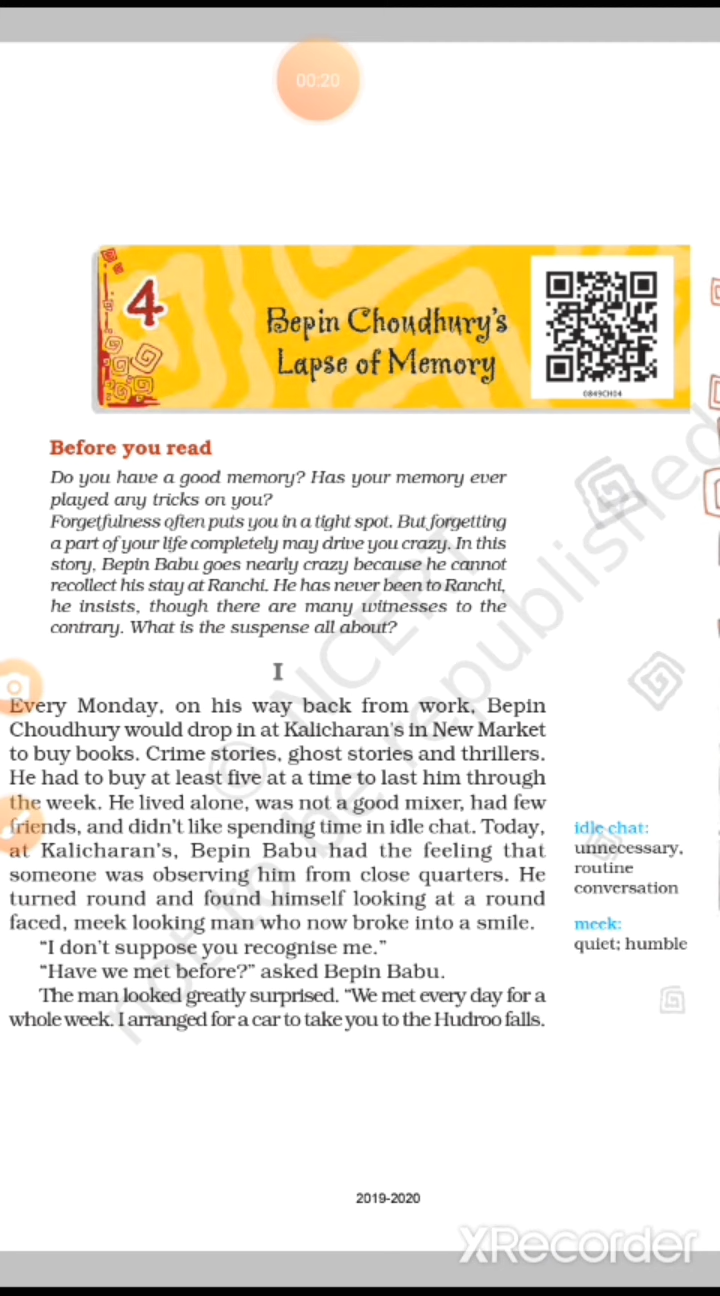 00:20
4
Bepin Choudhury's
Lapse of Memory
0849CH04
Before you read
Do you have a good memory? Has your memory ever
played any tricks on you?
Forgetfulness often puts you in a tight spot. But forgetting
a part of your life completely may drive you crazy. In this
story, Bepin Babu goes nearly crazy because he cannot
recollect his stay at Ranchi. He has never been to Ranchi,
he insists, though there are many witnesses to the
contrary. What is the suspense all about?
I
Every Monday, on his way back from work, Bepin
Choudhury would drop in at Kalicharan's in New Market
to buy books. Crime stories, ghost stories and thrillers.
He had to buy at least five at a time to last him through
the week. He lived alone, was not a good mixer, had few
friends, and didn't like spending time in idle chat. Today,
at Kalicharan's, Bepin Babu had the feeling that
someone was observing him from close quarters. He
turned round and found himself looking at a round
faced, meek looking man who now broke into a smile.
"I don't suppose you recognise me."
"Have we met before?" asked Bepin Babu.
The man looked greatly surprised. "We met every day for a
whole week. I arranged for a car to take you to the Hudroo falls.
idle chat:
unnecessary,
routine
conversation
meek:
quiet; humble
© NCERT
not to be republished
2019-2020
XRecorder